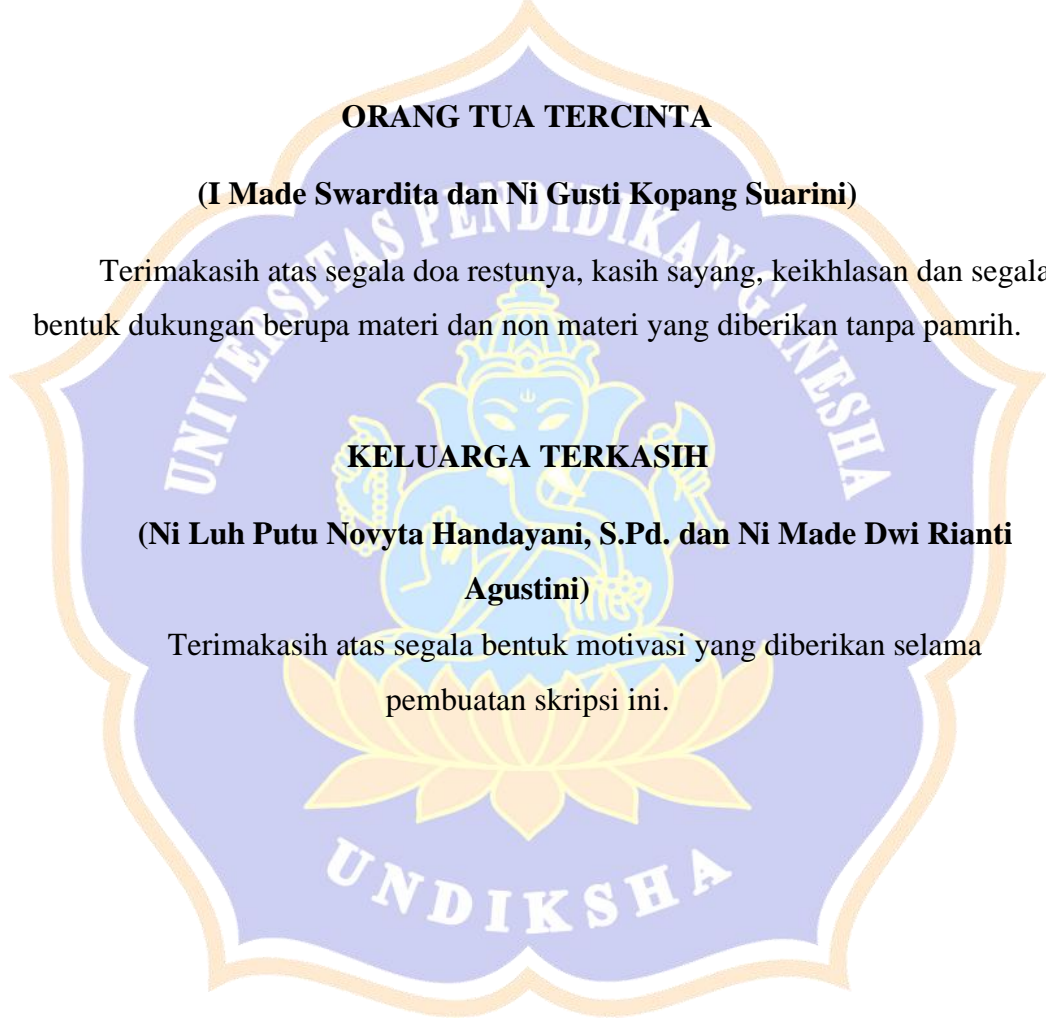 ORANG TUA TERCINTA
(I Made Swardita dan Ni Gusti Kopang Suarini)
UNIVERSITAS PENDIDIKAN GANESHA
Terimakasih atas segala doa restunya, kasih sayang, keikhlasan dan segala
bentuk dukungan berupa materi dan non materi yang diberikan tanpa pamrih.
KELUARGA TERKASIH
(Ni Luh Putu Novyta Handayani, S.Pd. dan Ni Made Dwi Rianti
Agustini)
Terimakasih atas segala bentuk motivasi yang diberikan selama
pembuatan skripsi ini.
UNDIKSHA